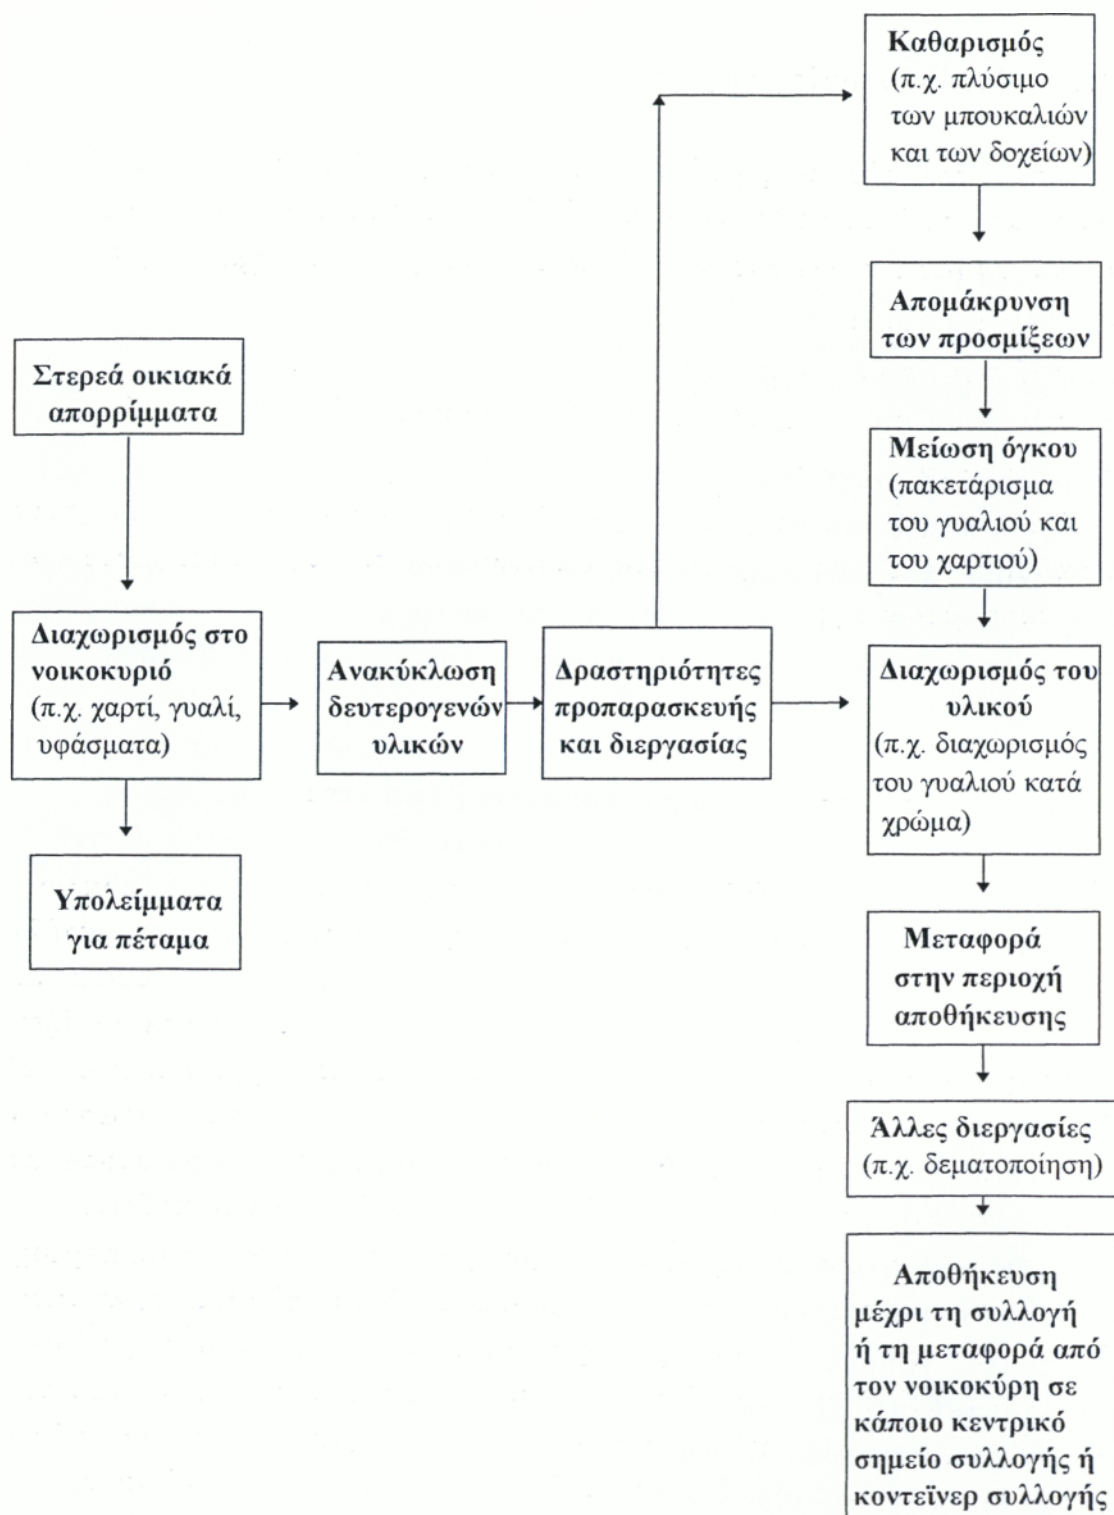 Καθαρισμός
(π.χ. πλύσιμο
των μπουκαλιών
και των δοχείων)
Απομάκρυνση
των προσμίξεων
Στερεά οικιακά
απορρίμματα
Μείωση όγκου
(πακετάρισμα
του γυαλιού και
του χαρτιού)
Διαχωρισμός στο
νοικοκυριό
(π.χ. χαρτί, γυαλί,
υφάσματα)
Ανακύκλωση
δευτερογενών
υλικών
Δραστηριότητες
προπαρασκευής
και διεργασίας
Διαχωρισμός του
υλικού
(π.χ. διαχωρισμός
του γυαλιού κατά
χρώμα)
Υπολείμματα
για πέταμα
Μεταφορά
στην περιοχή
αποθήκευσης
Άλλες διεργασίες
(π.χ. δεματοποίηση)
Αποθήκευση
μέχρι τη συλλογή
ή τη μεταφορά από
τον νοικοκύρη σε
κάποιο κεντρικό
σημείο συλλογής ή
κοντεϊνερ συλλογής